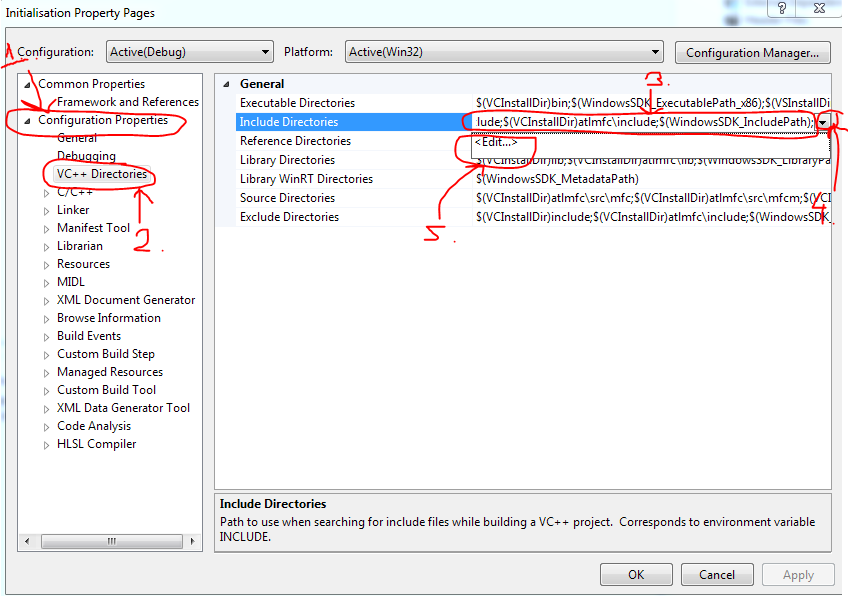 Initialisation Property Pages
?
1.
Configuration:
Active(Debug)
Platform:
Active(Win32)
Configuration Manager...
Common Properties
Framework and References
Configuration Properties
General
Debugging
VC++ Directories
C/C++
Linker
Manifest Tool
2.
Librarian
Resources
MIDL
XML Document Generator
Browse Information
Build Events
Custom Build Step
Managed Resources
Custom Build Tool
XML Data Generator Tool
Code Analysis
HLSL Compiler
General
3.
Executable Directories $(VCInstallDir)bin;$(WindowsSDK_ExecutablePath_x86);$(VSInstallDi
Include Directories lude;$(VCInstallDir)atlmfc\include;$(WindowsSDK_IncludePath);
Reference Directories <Edit...>
Library Directories $(VCInstallDir)lib;$(VCInstallDir)atlmfc\lib;$(WindowsSDK_LibraryPa
Library WinRT Directories $(WindowsSDK_MetadataPath)
Source Directories $(VCInstallDir)atlmfc\src\mfc;$(VCInstallDir)atlmfc\src\mfcm;$(VCI
4.
Exclude Directories $(VCInstallDir)include;$(VCInstallDir)atlmfc\include;$(WindowsSDK_
5.
Include Directories
Path to use when searching for include files while building a VC++ project. Corresponds to environment variable
INCLUDE.
OK
Cancel
Apply